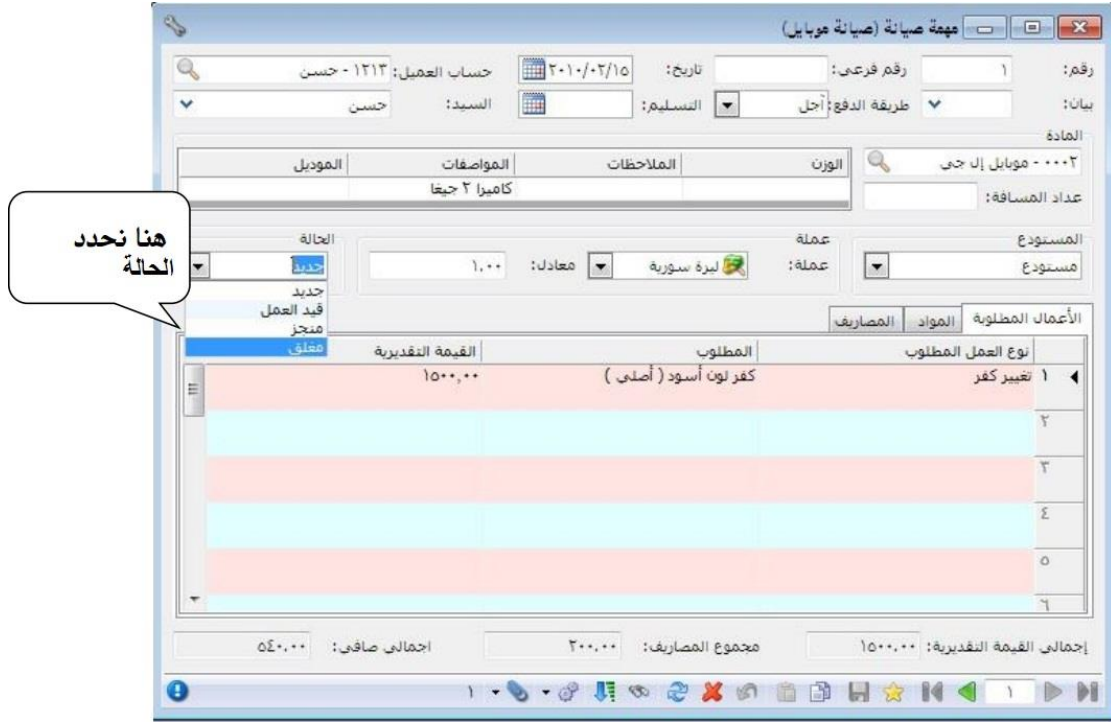 مهمة صيانة (صيانة موبايل)
رقم: ١ رقم فرعي: تاريخ: ٢٠١٠/٠٢/١٥ حساب العميل: ١٢١٣ - حسن
بيان: طريقة الدفع: آجل التسليم: السيد: حسن
المادة
٠٠٠٢ - موبايل إل جي الوزن الملاحظات المواصفات الموديل
كاميرا ٢ جيغا
عداد المسافة:
هنا نحدد
الحالة
المستودع عملة الحالة
مستودع عملة: ليرة سورية معادل: ١,٠٠ جديد
جديد
قيد العمل
منجز
مغلق
الأعمال المطلوبة المواد المصاريف
نوع العمل المطلوب المطلوب القيمة التقديرية
١ تغيير كفر كفر لون أسود ( أصلي ) ١٥٠٠,٠٠
٢
٣
٤
٥
٦
إجمالي القيمة التقديرية: ١٥٠٠,٠٠ مجموع المصاريف: ٢٠٠,٠٠ اجمالي صافي: ٥٤٠,٠٠
١ ١